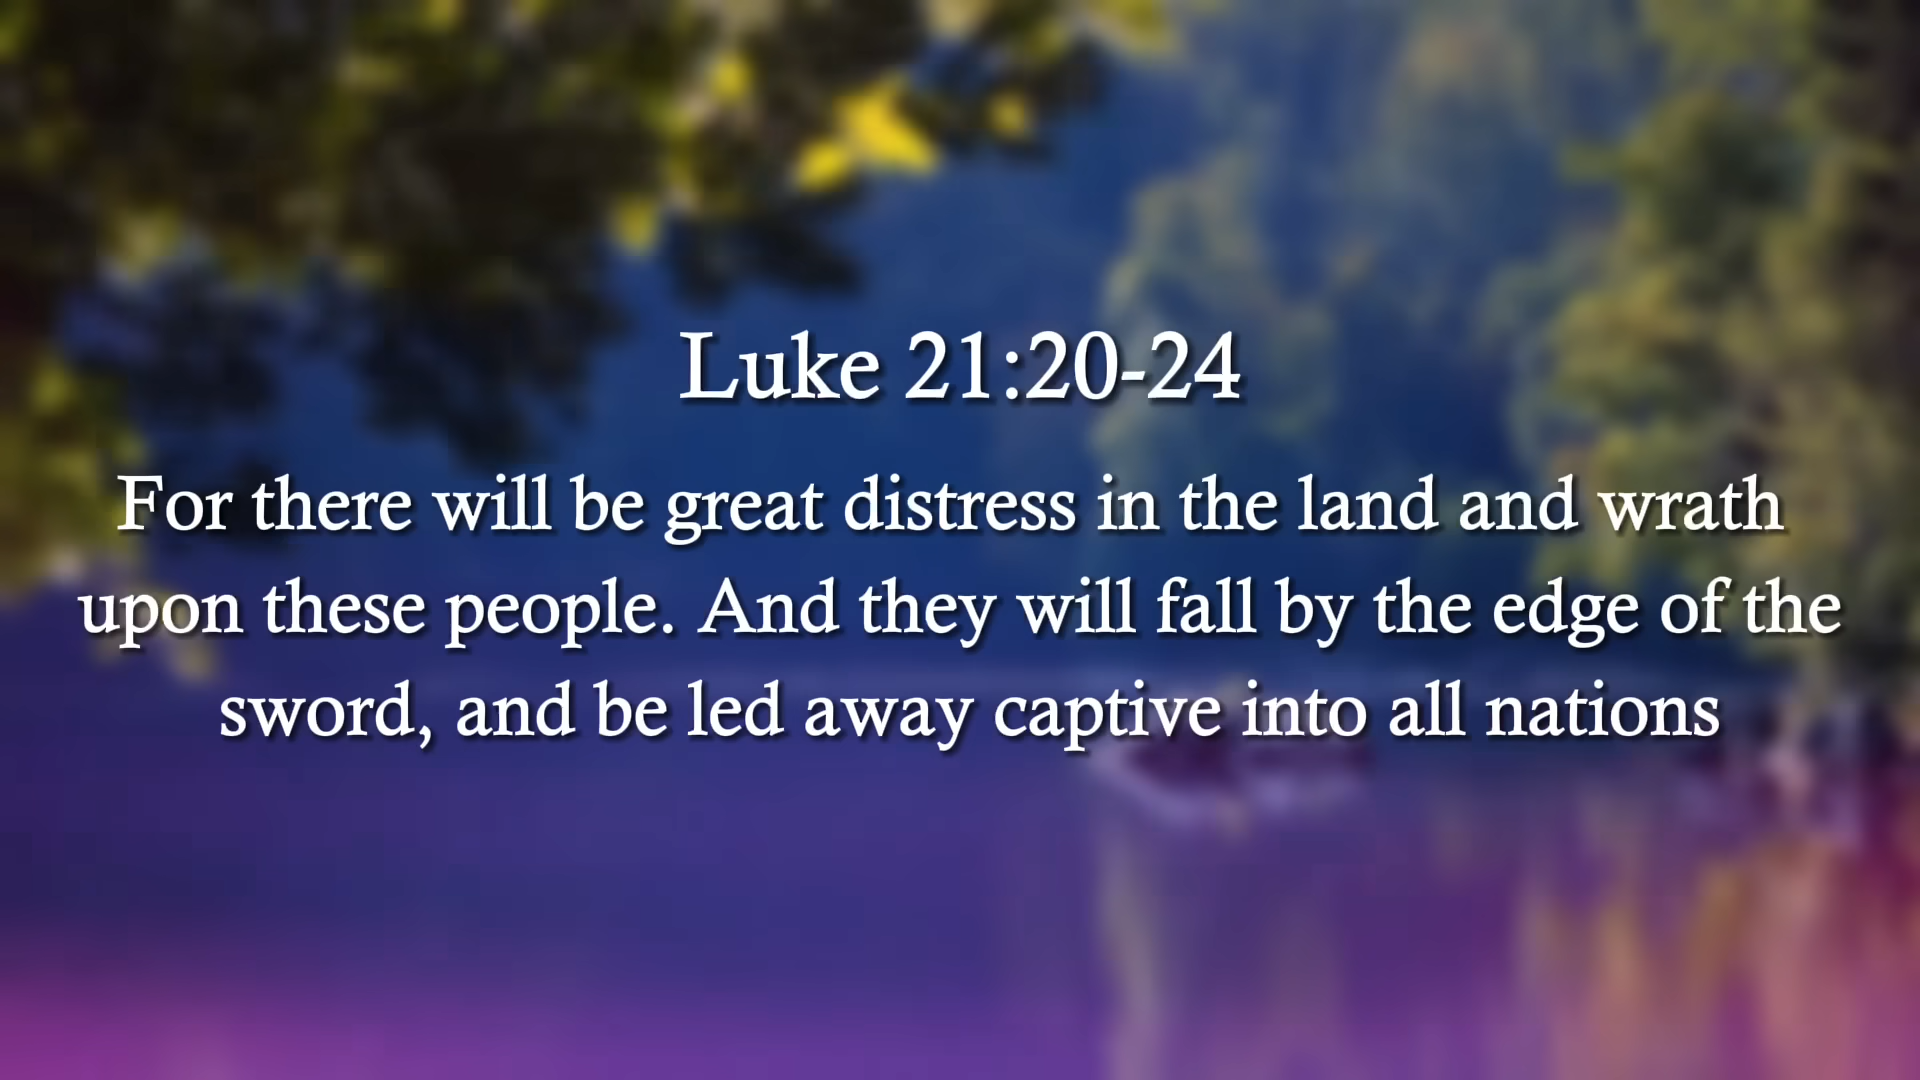 Luke 21:20-24
For there will be great distress in the land and wrath
upon these people. And they will fall by the edge of the
sword, and be led away captive into all nations